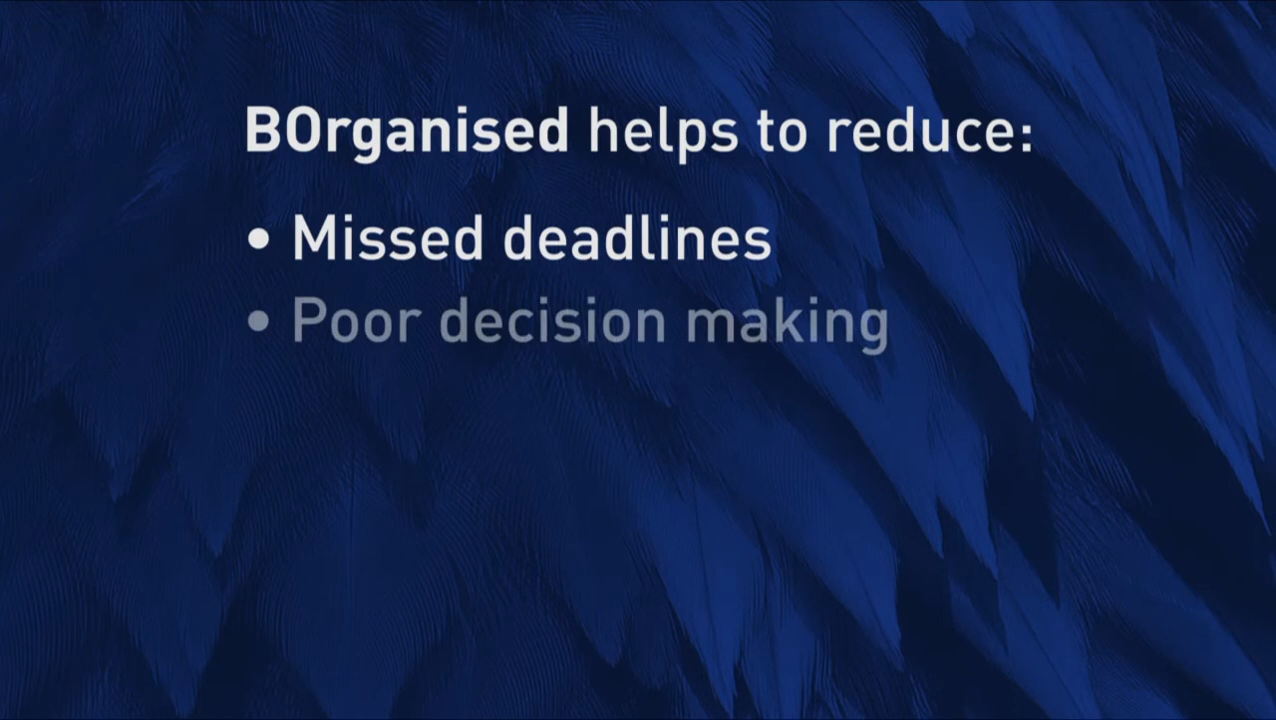 BOrganised helps to reduce:
• Missed deadlines
• Poor decision making